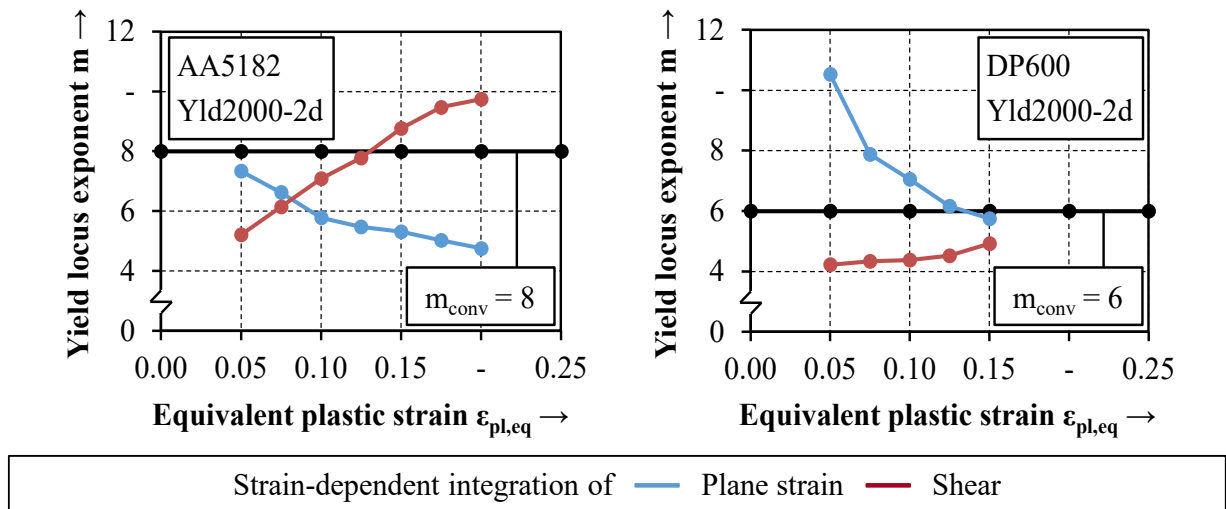 Yield locus exponent m →
12
-
8
6
4
0
AA5182
Yld2000-2d
m_conv = 8
0.00 0.05 0.10 0.15 - 0.25
Equivalent plastic strain ε_pl,eq →
Yield locus exponent m →
12
-
8
6
4
0
DP600
Yld2000-2d
m_conv = 6
0.00 0.05 0.10 0.15 - 0.25
Equivalent plastic strain ε_pl,eq →
Strain-dependent integration of Plane strain Shear